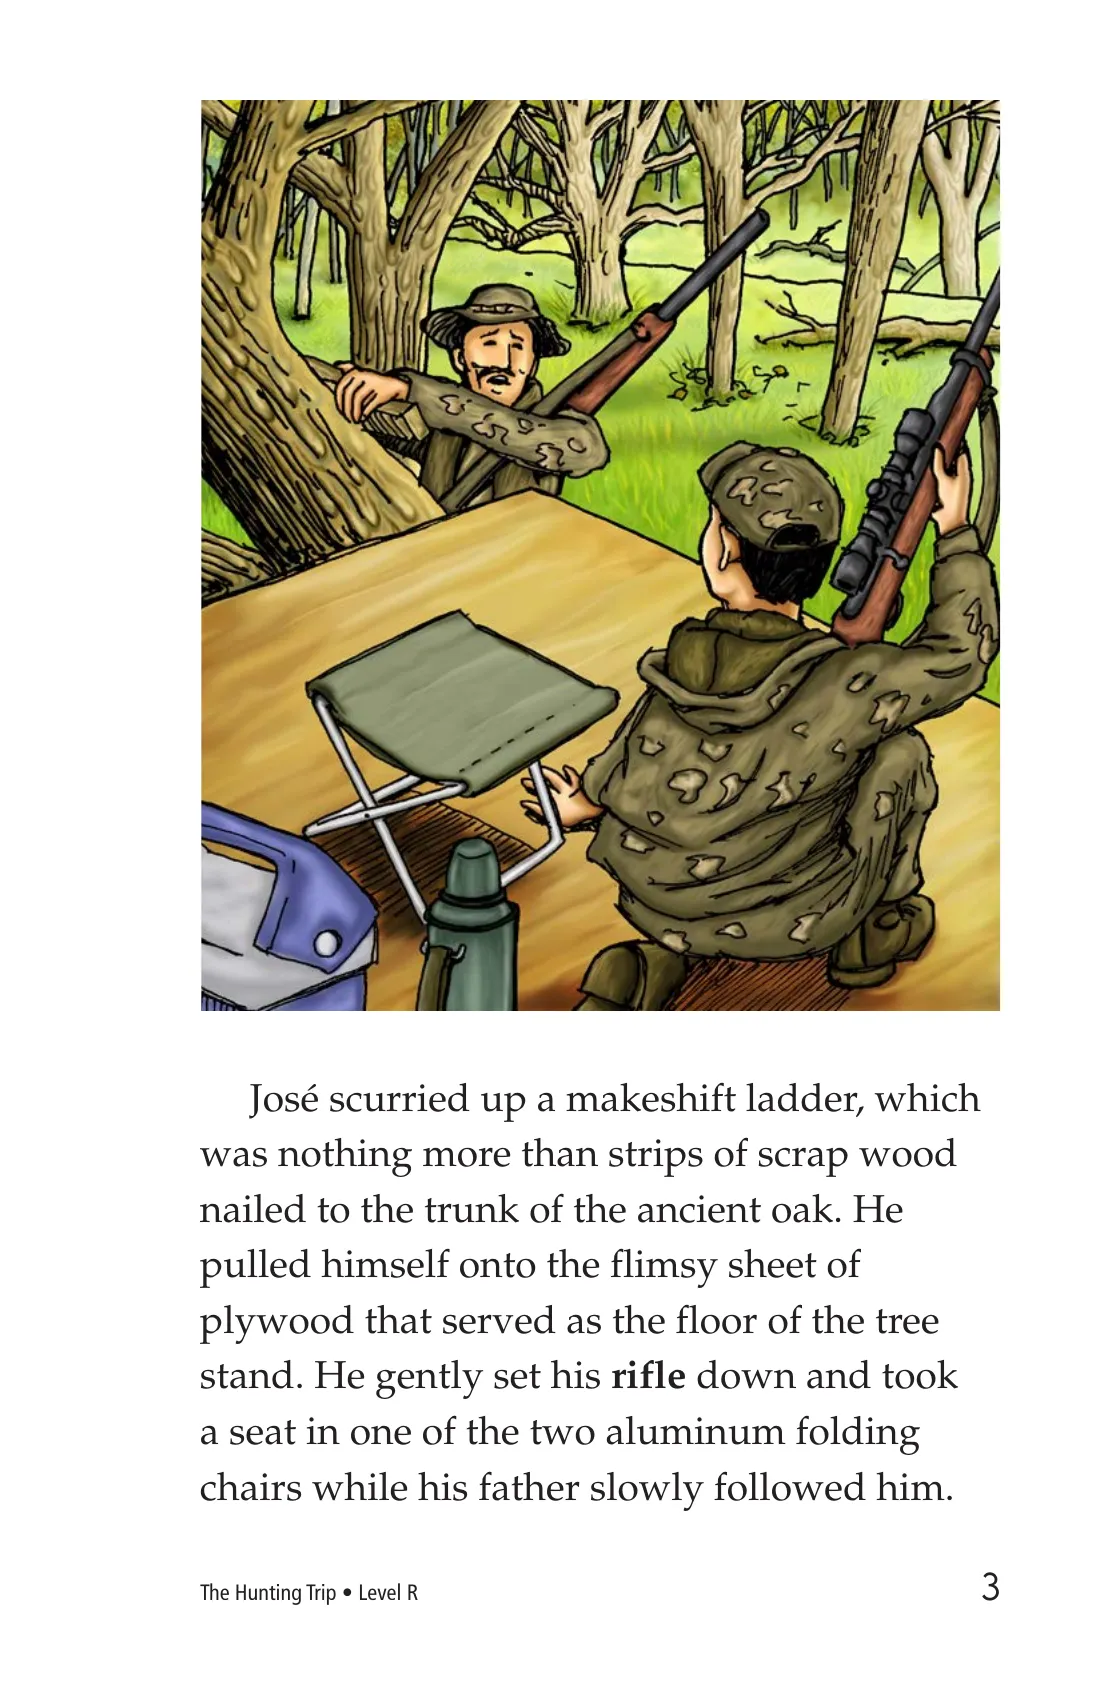 José scurried up a makeshift ladder, which
was nothing more than strips of scrap wood
nailed to the trunk of the ancient oak. He
pulled himself onto the flimsy sheet of
plywood that served as the floor of the tree
stand. He gently set his rifle down and took
a seat in one of the two aluminum folding
chairs while his father slowly followed him.
The Hunting Trip • Level R 3